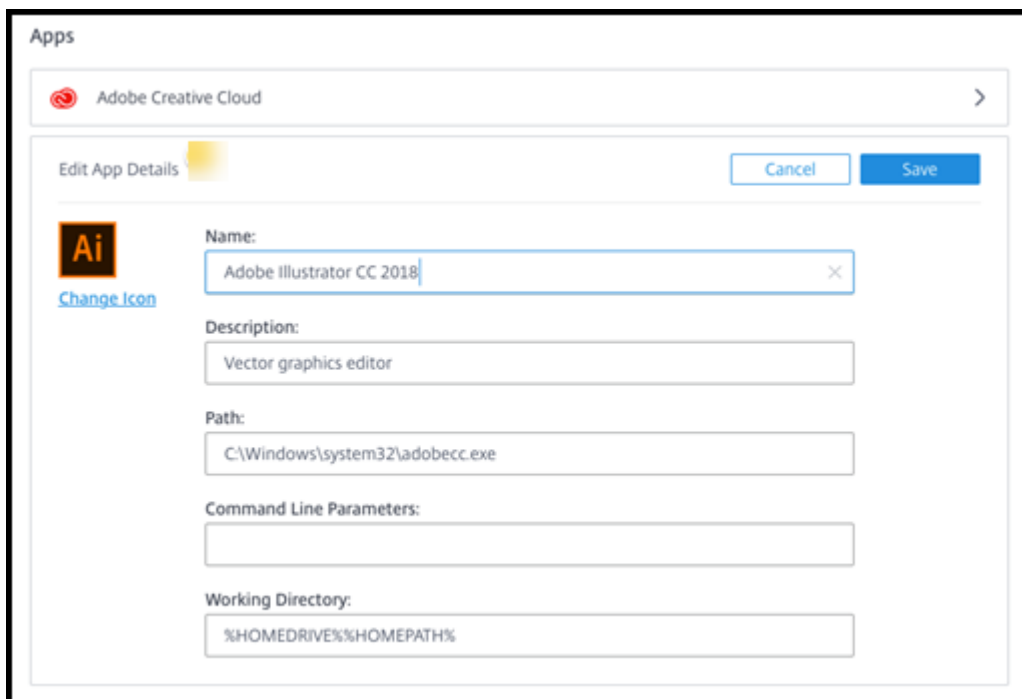 Apps
Adobe Creative Cloud
Edit App Details
Cancel
Save
Ai
Change Icon
Name:
Adobe Illustrator CC 2018
Description:
Vector graphics editor
Path:
C:\Windows\system32\adobecc.exe
Command Line Parameters:
Working Directory:
%HOMEDRIVE%%HOMEPATH%